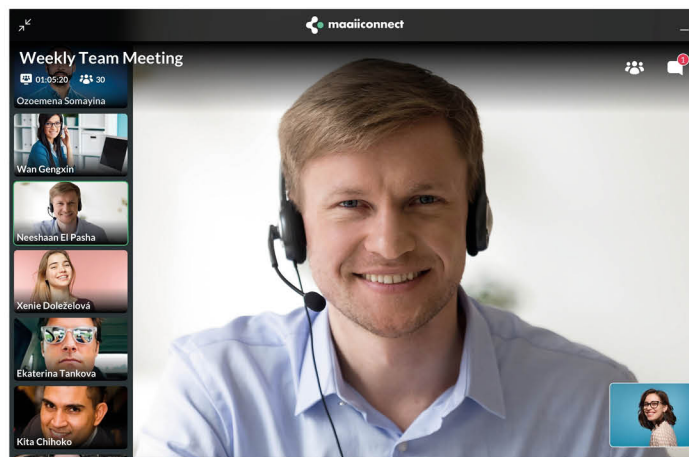 maaiiconnect
Weekly Team Meeting
01:05:20 30
1
Ozoemena Somayina
Wan Gengxin
Neeshaan El Pasha
Xenie Doleželová
Ekaterina Tankova
Kita Chihoko